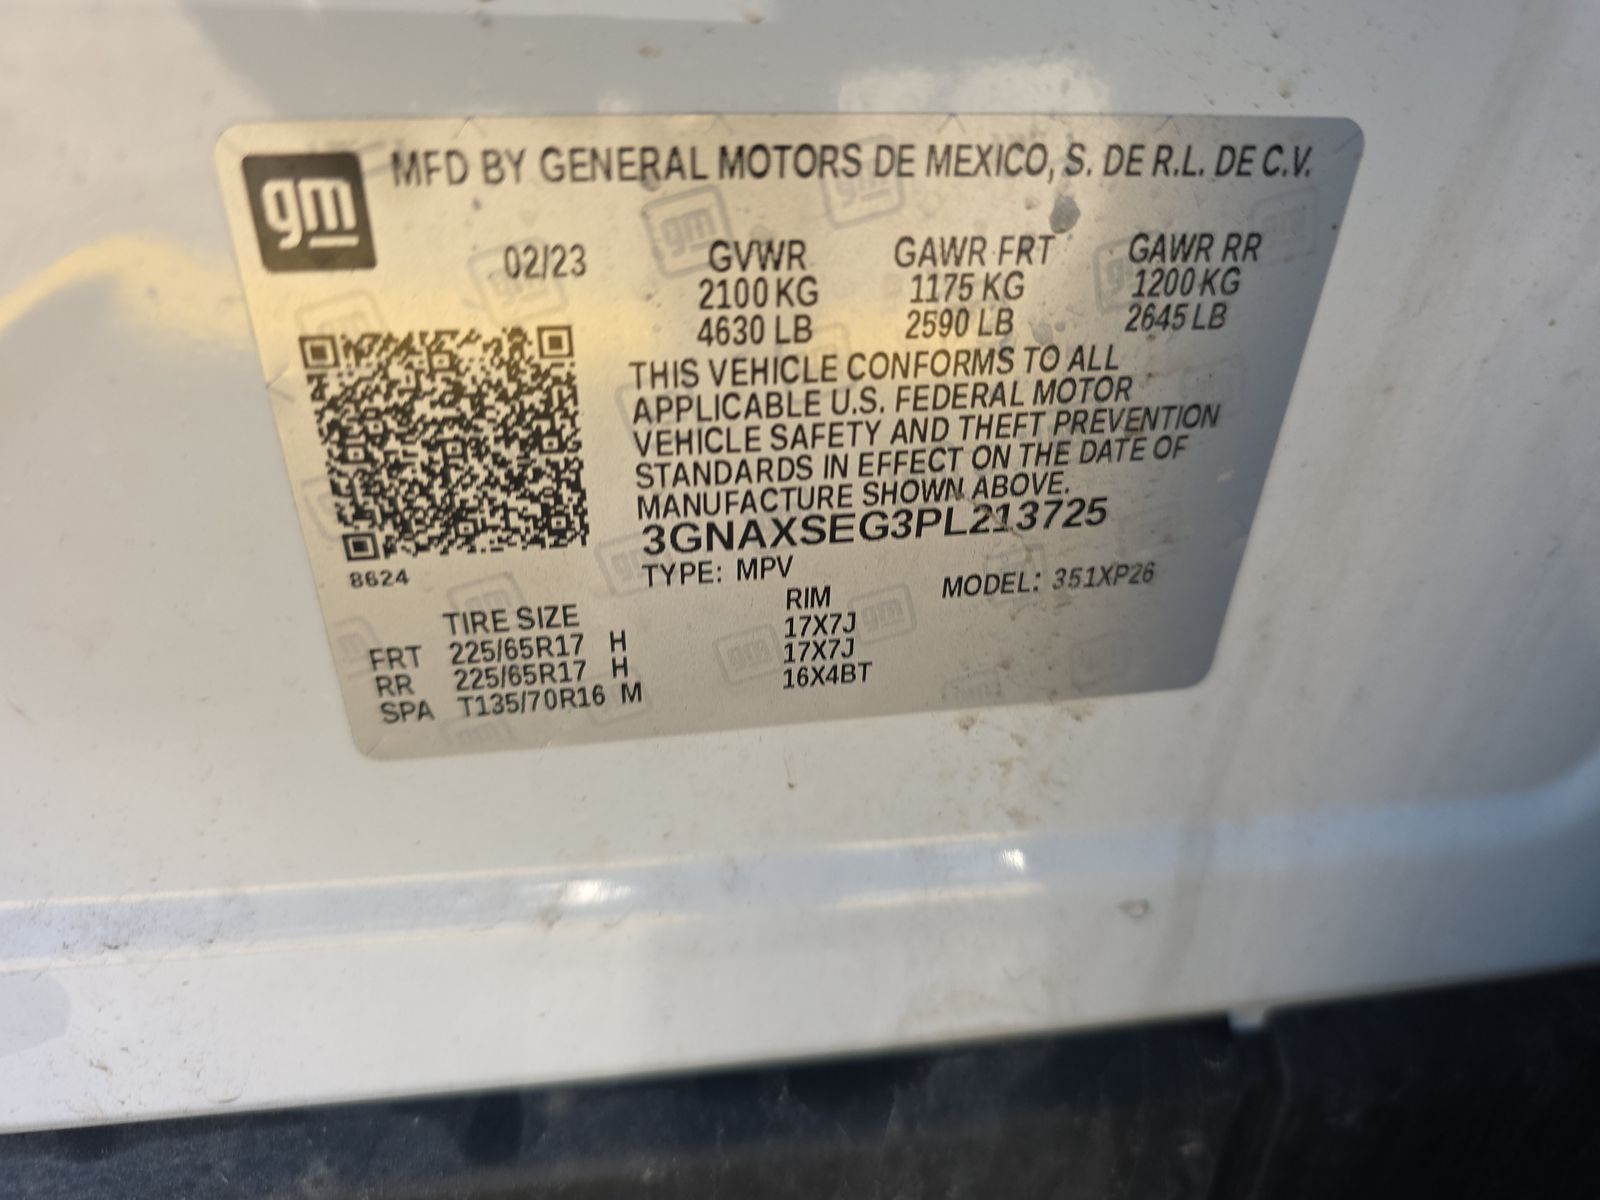 gm
MFD BY GENERAL MOTORS DE MEXICO, S. DE R.L. DE C.V.
02/23 GVWR GAWR FRT GAWR RR
2100 KG 1175 KG 1200 KG
4630 LB 2590 LB 2645 LB
THIS VEHICLE CONFORMS TO ALL
APPLICABLE U.S. FEDERAL MOTOR
VEHICLE SAFETY AND THEFT PREVENTION
STANDARDS IN EFFECT ON THE DATE OF
MANUFACTURE SHOWN ABOVE.
3GNAXSEG3PL213725
8624 TYPE: MPV MODEL: 351XP26
TIRE SIZE RIM
FRT 225/65R17 H 17X7J
RR 225/65R17 H 17X7J
SPA T135/70R16 M 16X4BT